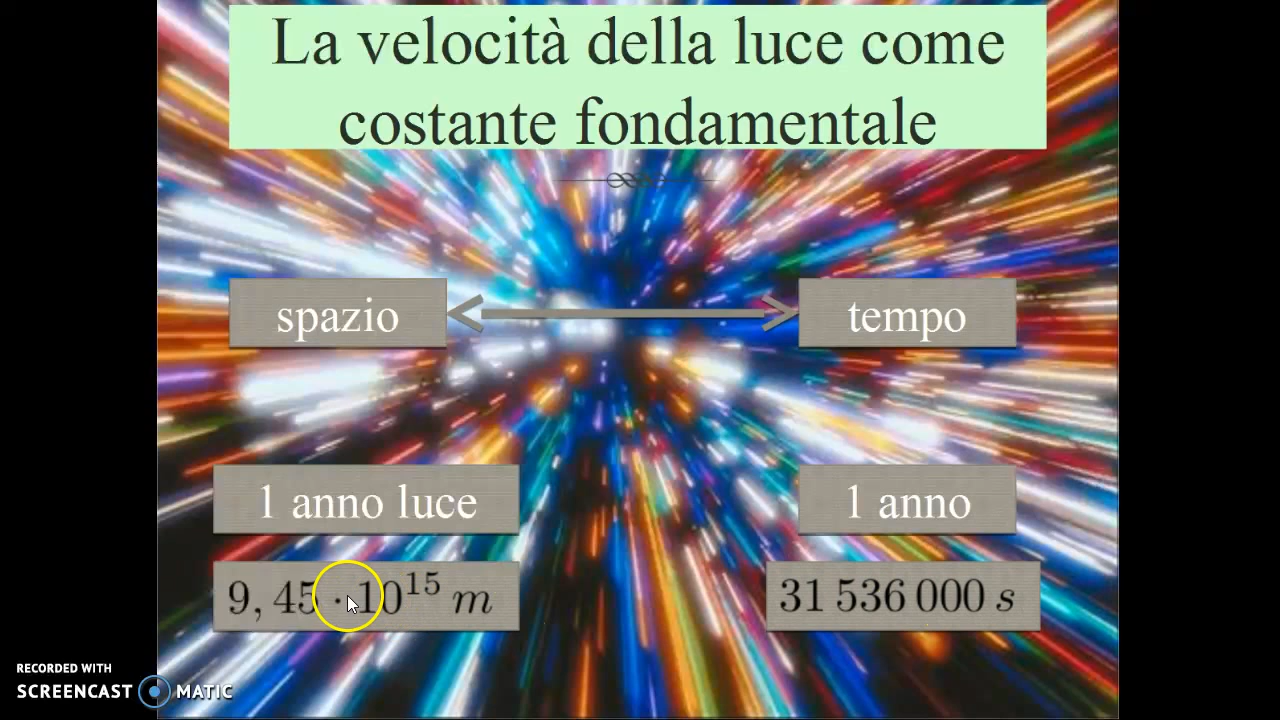 La velocità della luce come
costante fondamentale
spazio
tempo
1 anno luce
1 anno
9, 45 · 10¹⁵ m
31 536 000 s
RECORDED WITH
SCREENCAST MATIC